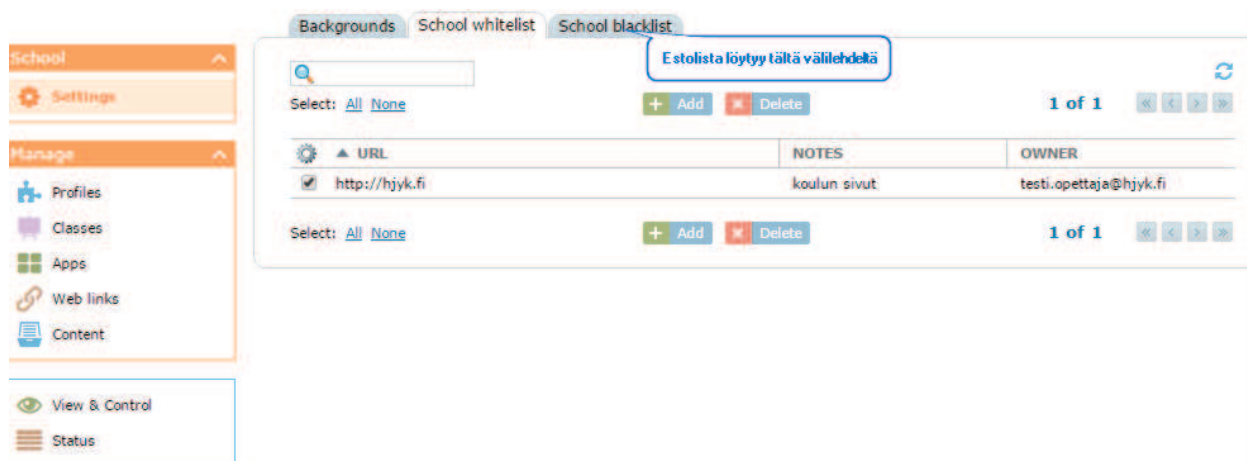 Backgrounds School whitelist School blacklist
Estolista löytyy tältä välilehdeltä
School
Settings
Manage
Profiles
Classes
Apps
Web links
Content
View & Control
Status
Select: All None + Add Delete 1 of 1 « < > »
URL NOTES OWNER
http://hjyk.fi koulun sivut testi.opettaja@hjyk.fi
Select: All None + Add Delete 1 of 1 « < > »